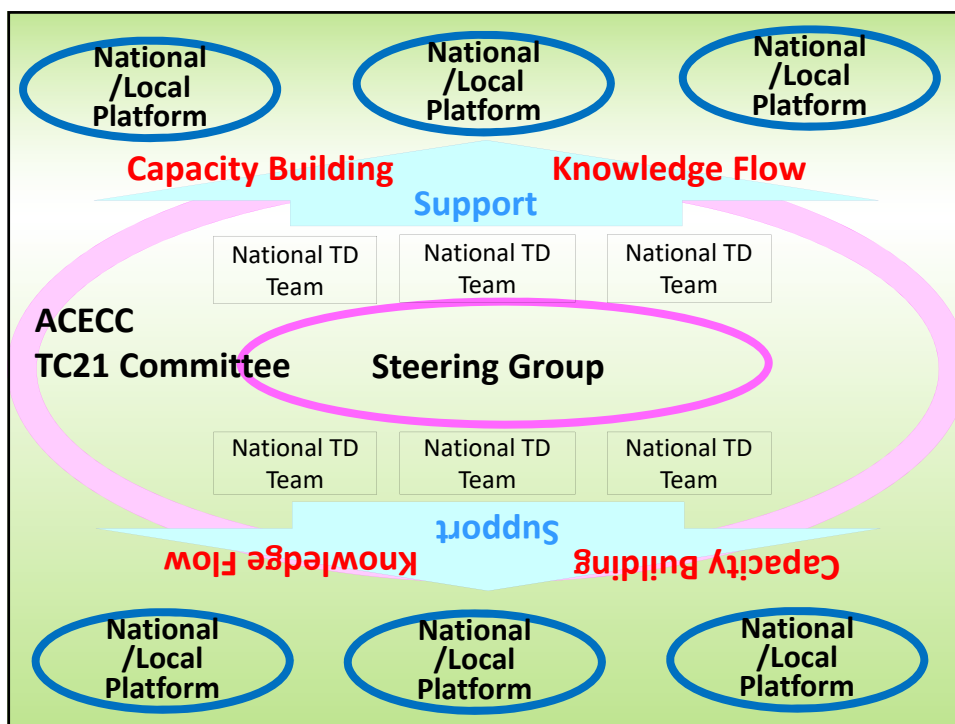 National
/Local
Platform
National
/Local
Platform
National
/Local
Platform
Capacity Building
Knowledge Flow
Support
National TD
Team
National TD
Team
National TD
Team
ACECC
TC21 Committee
Steering Group
National TD
Team
National TD
Team
National TD
Team
Support
Knowledge Flow
Capacity Building
National
/Local
Platform
National
/Local
Platform
National
/Local
Platform